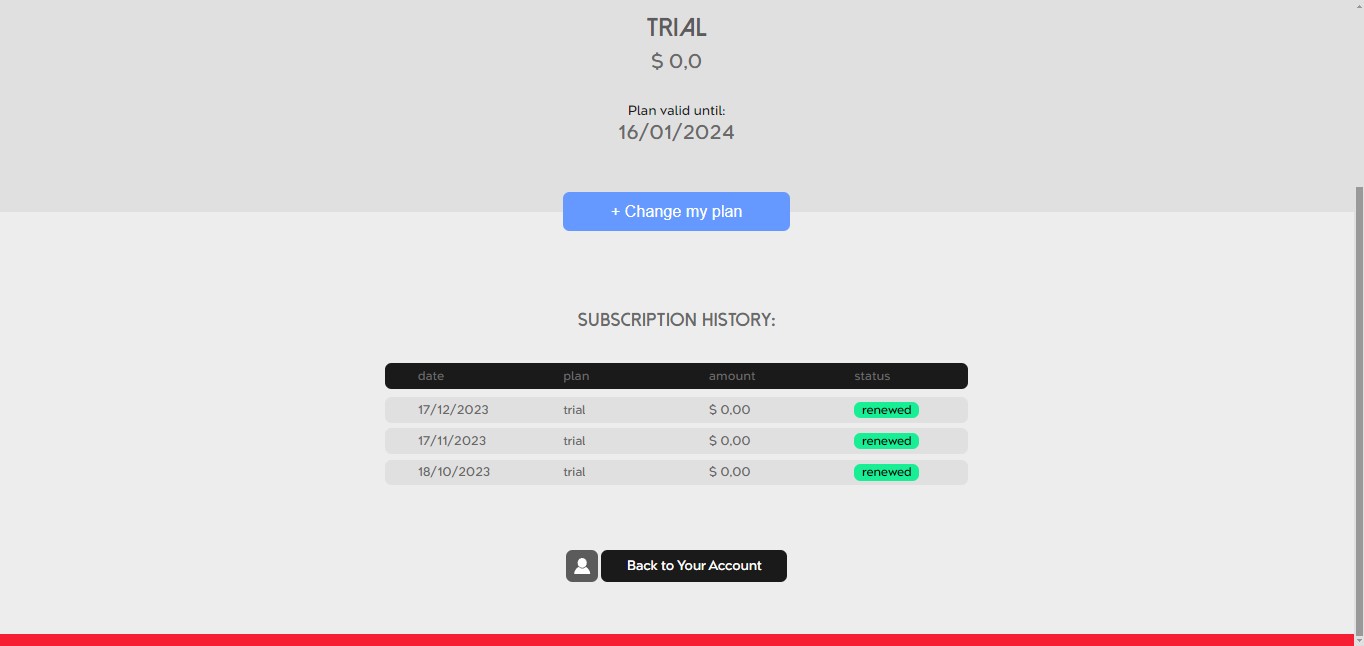 TRIAL
$ 0,0
Plan valid until:
16/01/2024
+ Change my plan
SUBSCRIPTION HISTORY:
date plan amount status
17/12/2023 trial $ 0,00 renewed
17/11/2023 trial $ 0,00 renewed
18/10/2023 trial $ 0,00 renewed
Back to Your Account